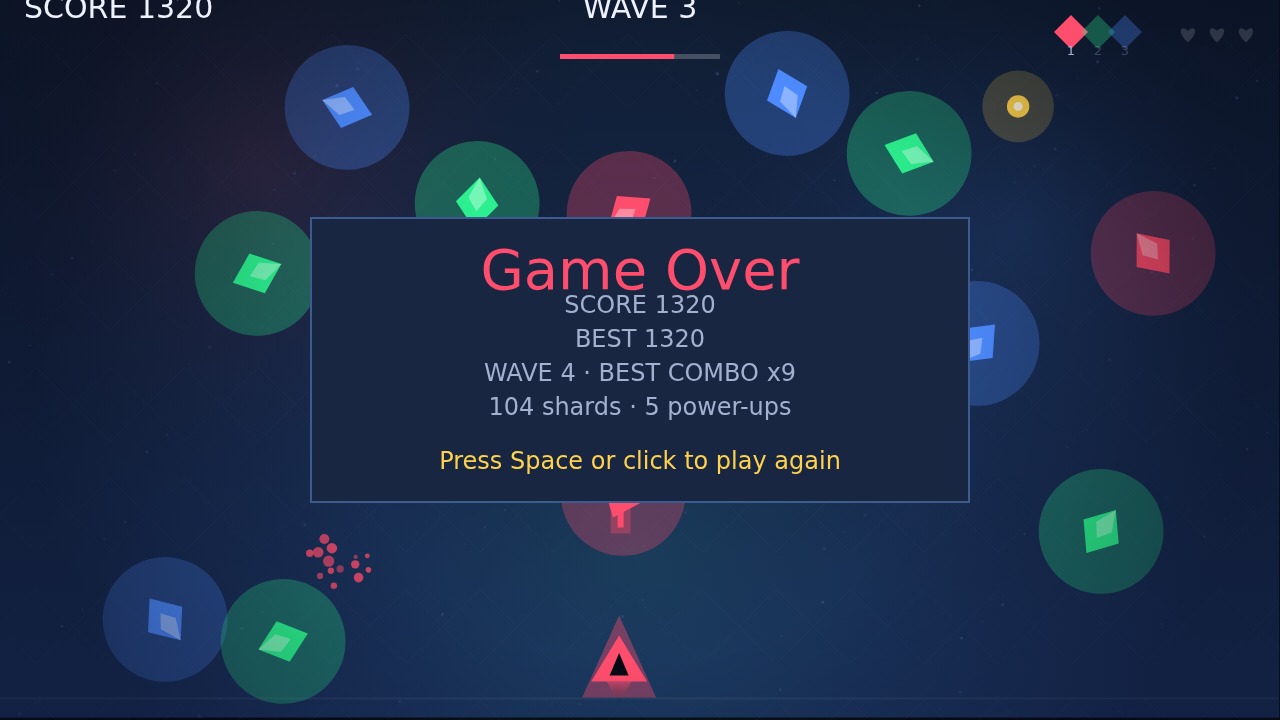 SCORE 1320
WAVE 3
1 2 3
Game Over
SCORE 1320
BEST 1320
WAVE 4 · BEST COMBO x9
104 shards · 5 power-ups
Press Space or click to play again